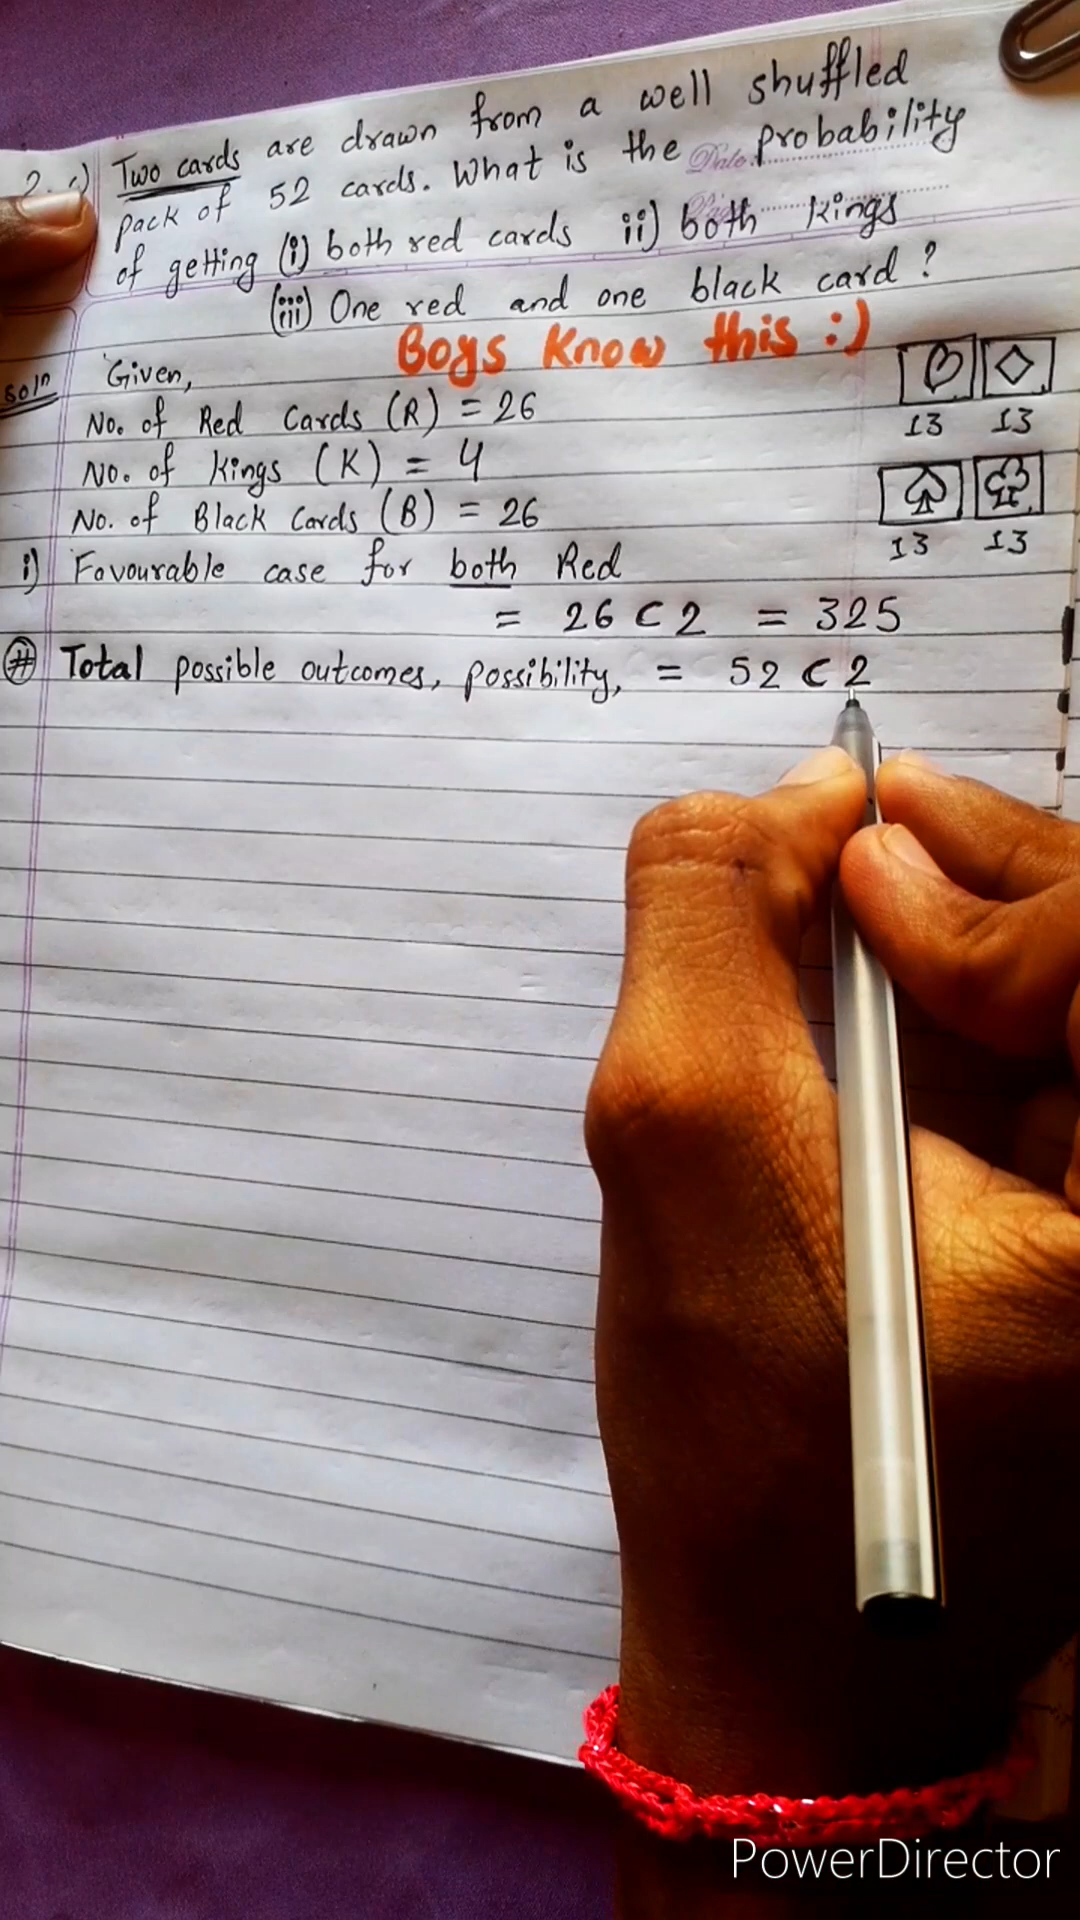 2. c) Two cards are drawn from a well shuffled
pack of 52 cards. What is the probability
Date:
of getting (i) both red cards ii) both kings
(iii) One red and one black card ?
Boys Know this :)
Soln Given,
No. of Red Cards (R) = 26
13 13
No. of Kings (K) = 4
No. of Black Cards (B) = 26
13 13
i) Favourable case for both Red
= 26 C 2 = 325
# Total possible outcomes, possibility, = 52 C 2
PowerDirector